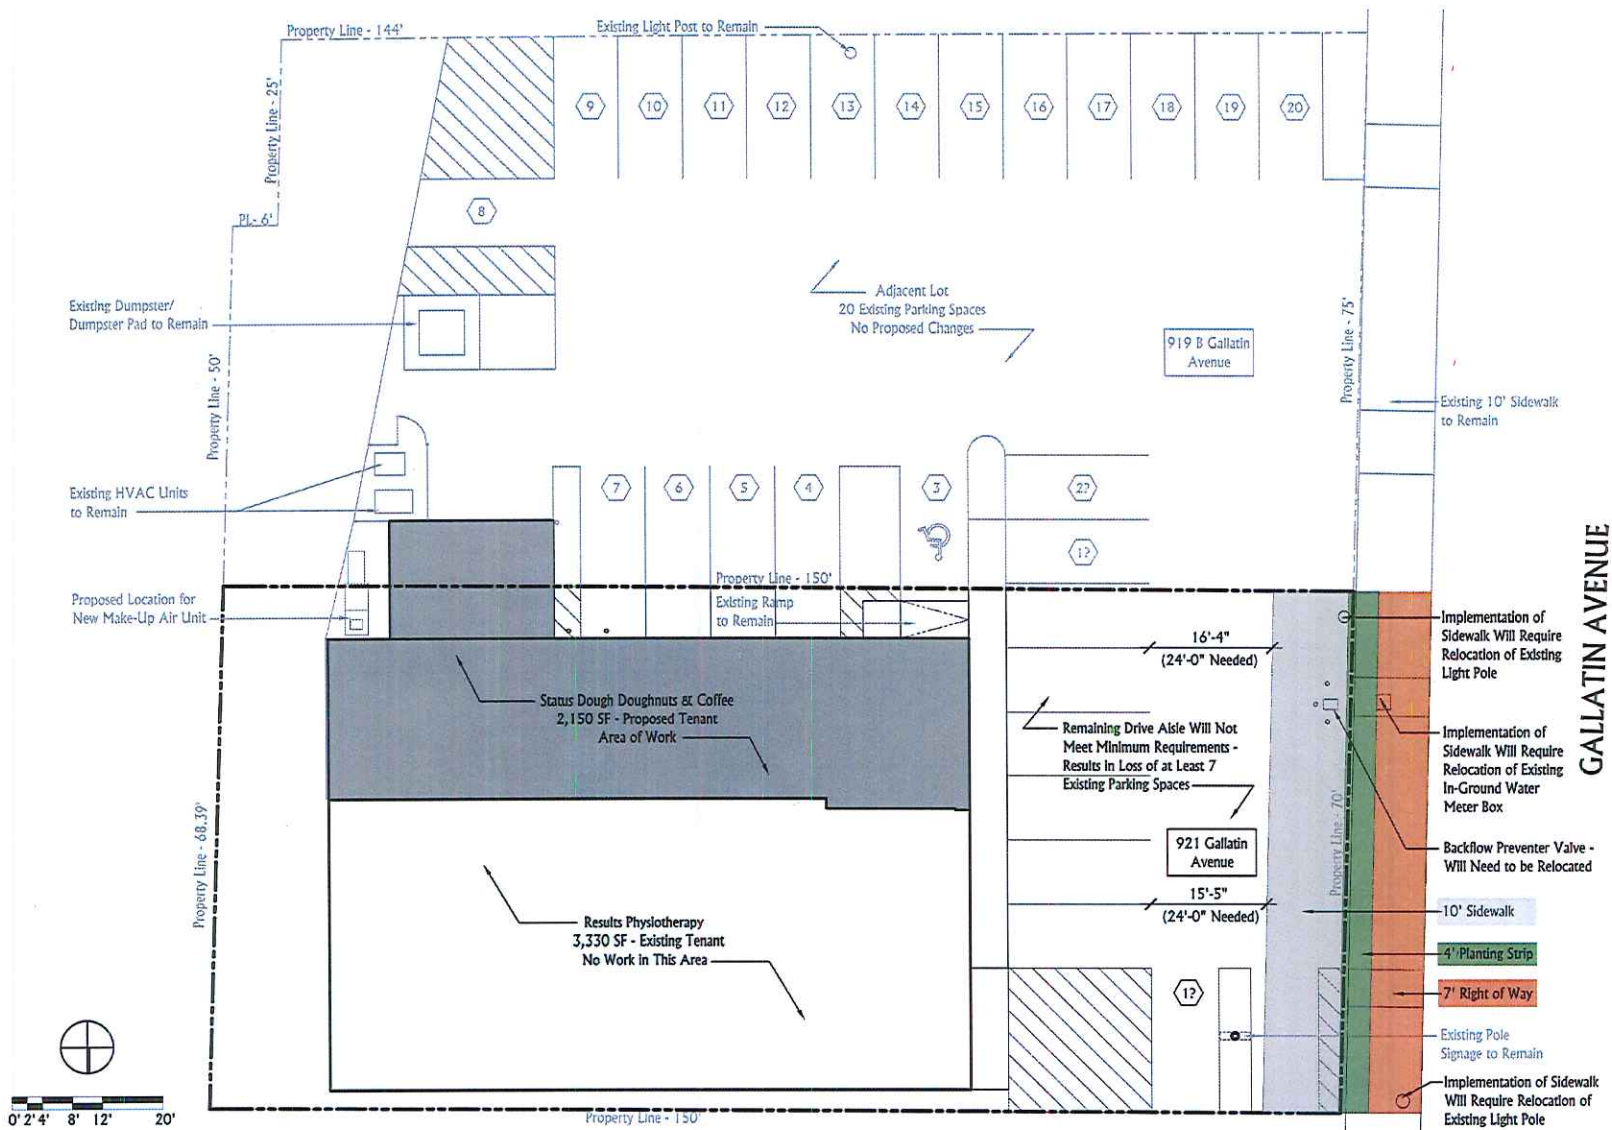 Property Line - 144'
Existing Light Post to Remain
Property Line - 25'
9
10
11
12
13
14
15
16
17
18
19
20
PL- 6'
8
Adjacent Lot
20 Existing Parking Spaces
No Proposed Changes
919 B Gallatin
Avenue
Property Line - 75'
Existing Dumpster/
Dumpster Pad to Remain
Property Line - 50'
Existing 10' Sidewalk
to Remain
Existing HVAC Units
to Remain
7
6
5
4
3
2?
1?
Property Line - 150'
Proposed Location for
New Make-Up Air Unit
Existing Ramp
to Remain
16'-4"
(24'-0" Needed)
Implementation of
Sidewalk Will Require
Relocation of Existing
Light Pole
GALLATIN AVENUE
Status Dough Doughnuts & Coffee
2,150 SF - Proposed Tenant
Area of Work
Remaining Drive Aisle Will Not
Meet Minimum Requirements -
Results in Loss of at Least 7
Existing Parking Spaces
Implementation of
Sidewalk Will Require
Relocation of Existing
In-Ground Water
Meter Box
Property Line - 68.39'
Property Line - 70'
921 Gallatin
Avenue
Backflow Preventer Valve -
Will Need to be Relocated
15'-5"
(24'-0" Needed)
10' Sidewalk
Results Physiotherapy
3,330 SF - Existing Tenant
No Work in This Area
4' Planting Strip
1?
7' Right of Way
Existing Pole
Signage to Remain
Implementation of Sidewalk
Will Require Relocation of
Existing Light Pole
0' 2' 4' 8' 12' 20'
Property Line - 150'